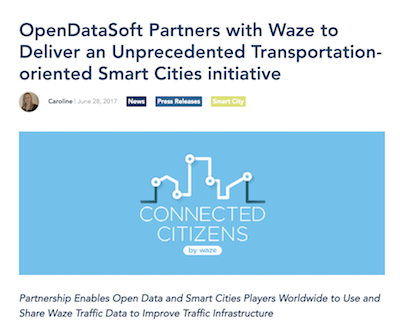 OpenDataSoft Partners with Waze to
Deliver an Unprecedented Transportation-
oriented Smart Cities initiative
Caroline | June 28, 2017 News Press Releases Smart City
CONNECTED
CITIZENS
by waze
Partnership Enables Open Data and Smart Cities Players Worldwide to Use and
Share Waze Traffic Data to Improve Traffic Infrastructure